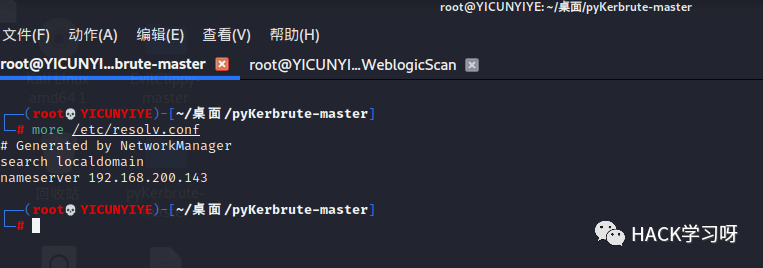 root@YICUNYIYE: ~/桌面/pyKerbrute-master
文件(F) 动作(A) 编辑(E) 查看(V) 帮助(H)
root@YICUNYI...brute-master root@YICUNYI...WeblogicScan
(root💀YICUNYIYE)-[~/桌面/pyKerbrute-master]
# more /etc/resolv.conf
# Generated by NetworkManager
search localdomain
nameserver 192.168.200.143
(root💀YICUNYIYE)-[~/桌面/pyKerbrute-master]
#
HACK学习呀